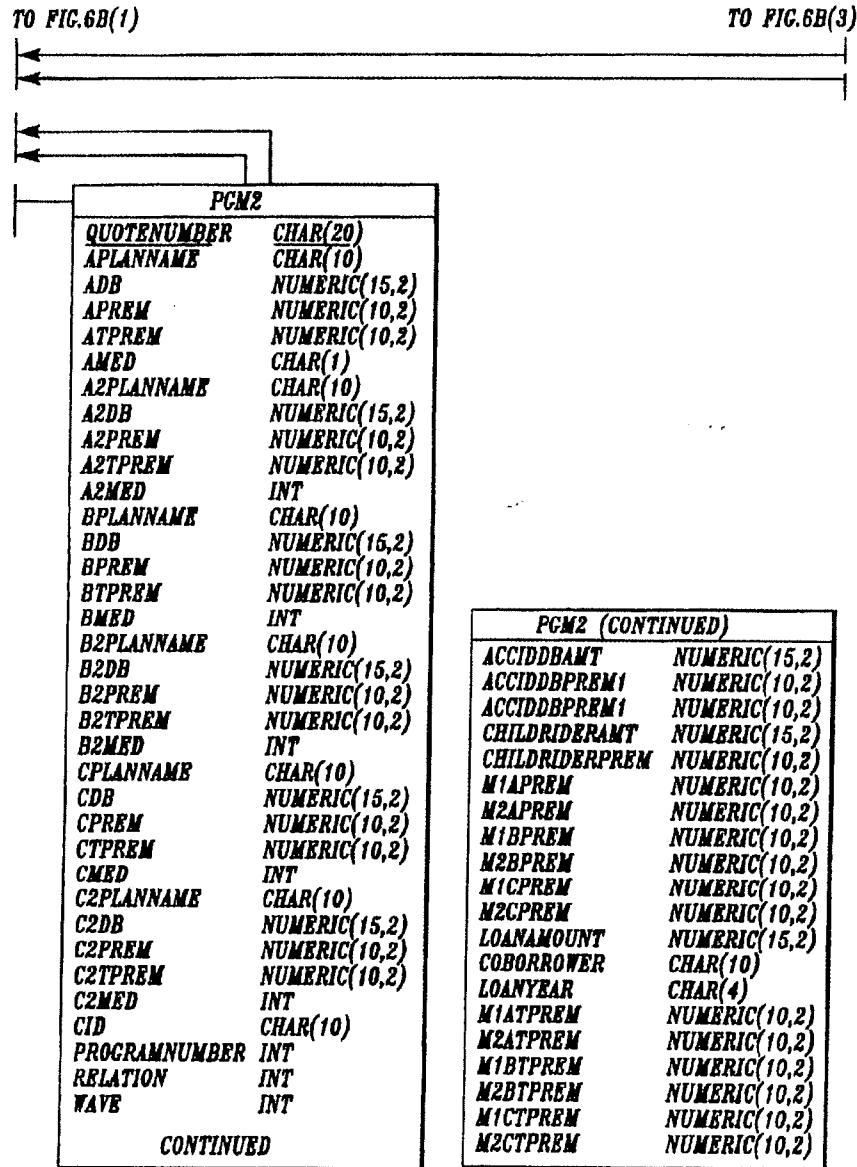 TO FIG.6B(1) TO FIG.6B(3)
PGM2
QUOTENUMBER CHAR(20)
APLANNAME CHAR(10)
ADB NUMERIC(15,2)
APREM NUMERIC(10,2)
ATPREM NUMERIC(10,2)
AMED CHAR(1)
A2PLANNAME CHAR(10)
A2DB NUMERIC(15,2)
A2PREM NUMERIC(10,2)
A2TPREM NUMERIC(10,2)
A2MED INT
BPLANNAME CHAR(10)
BDB NUMERIC(15,2)
BPREM NUMERIC(10,2)
BTPREM NUMERIC(10,2)
BMED INT
B2PLANNAME CHAR(10)
B2DB NUMERIC(15,2)
B2PREM NUMERIC(10,2)
B2TPREM NUMERIC(10,2)
B2MED INT
CPLANNAME CHAR(10)
CDB NUMERIC(15,2)
CPREM NUMERIC(10,2)
CTPREM NUMERIC(10,2)
CMED INT
C2PLANNAME CHAR(10)
C2DB NUMERIC(15,2)
C2PREM NUMERIC(10,2)
C2TPREM NUMERIC(10,2)
C2MED INT
CID CHAR(10)
PROGRAMNUMBER INT
RELATION INT
WAVE INT
CONTINUED
PGM2 (CONTINUED)
ACCIDDBAMT NUMERIC(15,2)
ACCIDDBPREM1 NUMERIC(10,2)
ACCIDDBPREM1 NUMERIC(10,2)
CHILDRIDERAMT NUMERIC(15,2)
CHILDRIDERPREM NUMERIC(10,2)
M1APREM NUMERIC(10,2)
M2APREM NUMERIC(10,2)
M1BPREM NUMERIC(10,2)
M2BPREM NUMERIC(10,2)
M1CPREM NUMERIC(10,2)
M2CPREM NUMERIC(10,2)
LOANAMOUNT NUMERIC(15,2)
COBORROWER CHAR(10)
LOANYEAR CHAR(4)
M1ATPREM NUMERIC(10,2)
M2ATPREM NUMERIC(10,2)
M1BTPREM NUMERIC(10,2)
M2BTPREM NUMERIC(10,2)
M1CTPREM NUMERIC(10,2)
M2CTPREM NUMERIC(10,2)